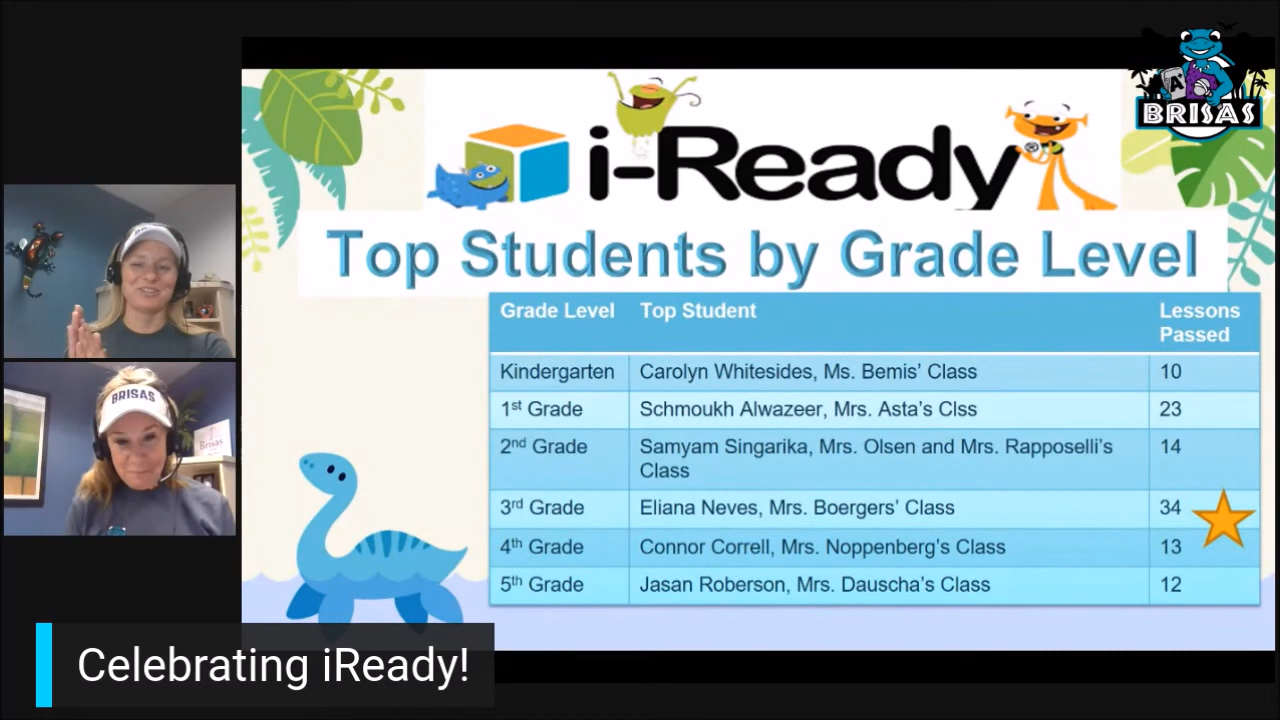 BRISAS
i-Ready
Top Students by Grade Level
Grade Level Top Student Lessons
Passed
Kindergarten Carolyn Whitesides, Ms. Bemis’ Class 10
1st Grade Schmoukh Alwazeer, Mrs. Asta’s Clss 23
2nd Grade Samyam Singarika, Mrs. Olsen and Mrs. Rapposelli’s 14
Class
3rd Grade Eliana Neves, Mrs. Boergers’ Class 34
4th Grade Connor Correll, Mrs. Noppenberg’s Class 13
5th Grade Jasan Roberson, Mrs. Dauscha’s Class 12
BRISAS
Brisas
Celebrating iReady!